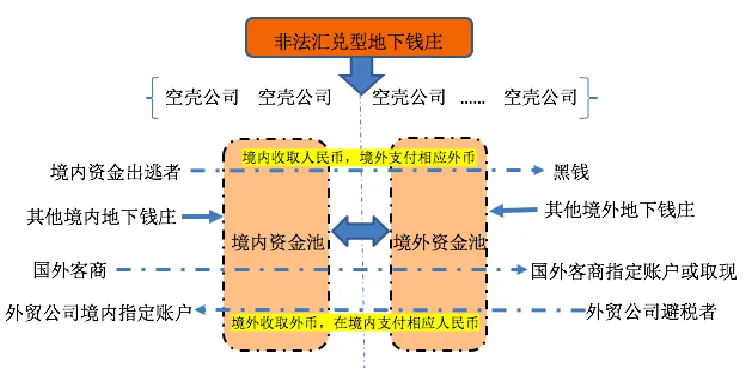 非法汇兑型地下钱庄
空壳公司 空壳公司 空壳公司 …… 空壳公司
境内收取人民币，境外支付相应外币
境内资金出逃者 黑钱
其他境内地下钱庄 其他境外地下钱庄
境内资金池 境外资金池
国外客商 国外客商指定账户或取现
外贸公司境内指定账户 外贸公司避税者
境外收取外币，在境内支付相应人民币